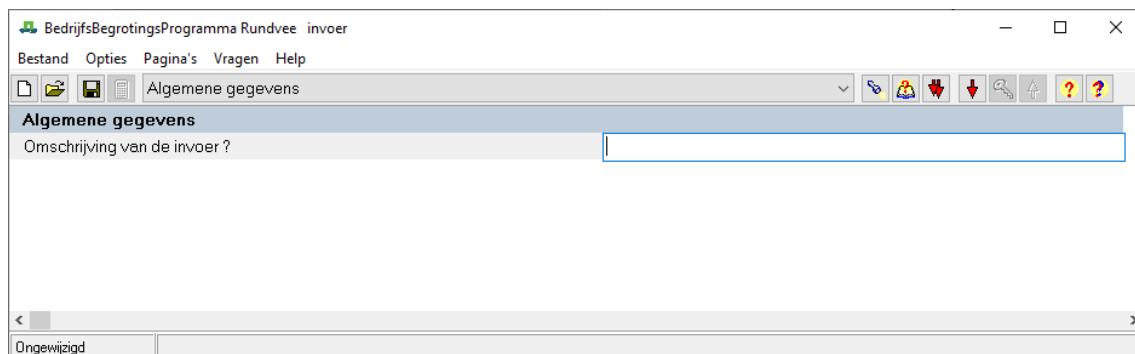 BedrijfsBegrotingsProgramma Rundvee invoer
Bestand Opties Pagina's Vragen Help
Algemene gegevens
Algemene gegevens
Omschrijving van de invoer ?
Ongewijzigd